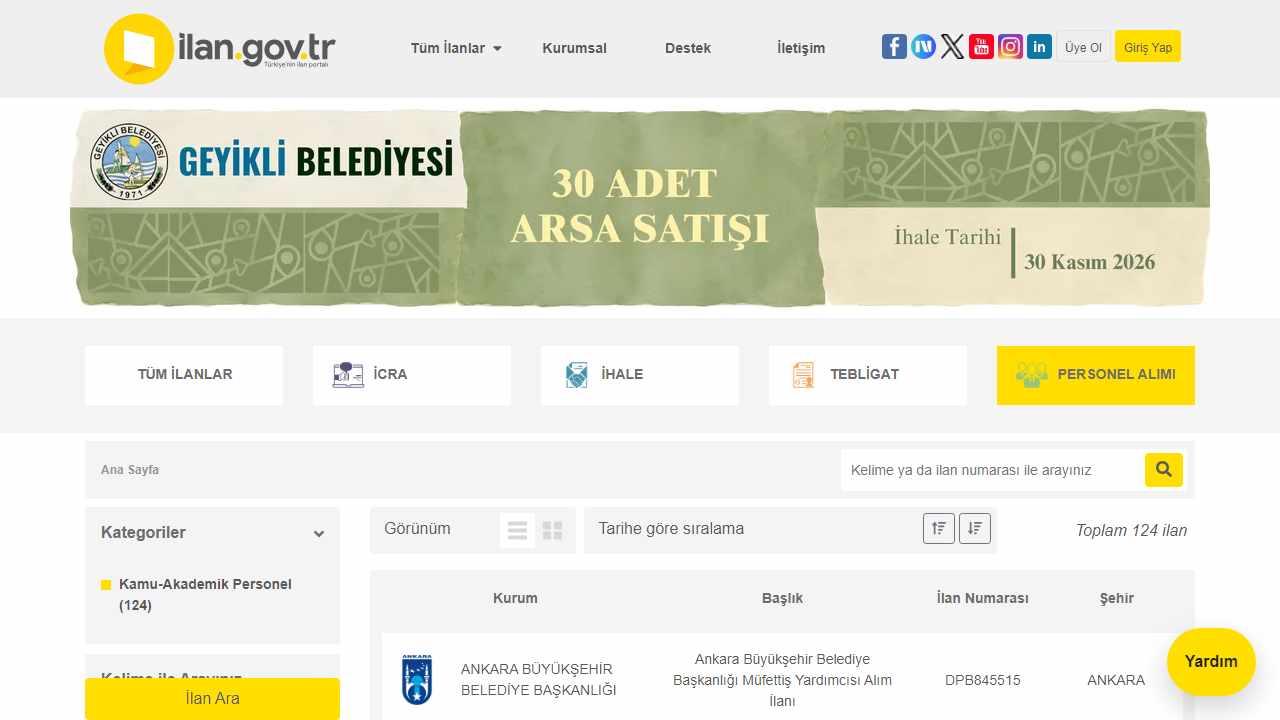 ilan.gov.tr
Türkiye'nin ilan portalı
Tüm İlanlar
Kurumsal
Destek
İletişim
Üye Ol
Giriş Yap
GEYİKLİ BELEDİYESİ
1971
30 ADET
ARSA SATIŞI
İhale Tarihi
30 Kasım 2026
TÜM İLANLAR
İCRA
İHALE
TEBLİGAT
PERSONEL ALIMI
Ana Sayfa
Kelime ya da ilan numarası ile arayınız
Kategoriler
Kamu-Akademik Personel
(124)
Kelime ile Arayınız
İlan Ara
Görünüm
Tarihe göre sıralama
Toplam 124 ilan
Kurum
Başlık
İlan Numarası
Şehir
ANKARA
ANKARA BÜYÜKŞEHİR
BELEDİYE BAŞKANLIĞI
Ankara Büyükşehir Belediye
Başkanlığı Müfettiş Yardımcısı Alım
İlanı
DPB845515
ANKARA
Yardım